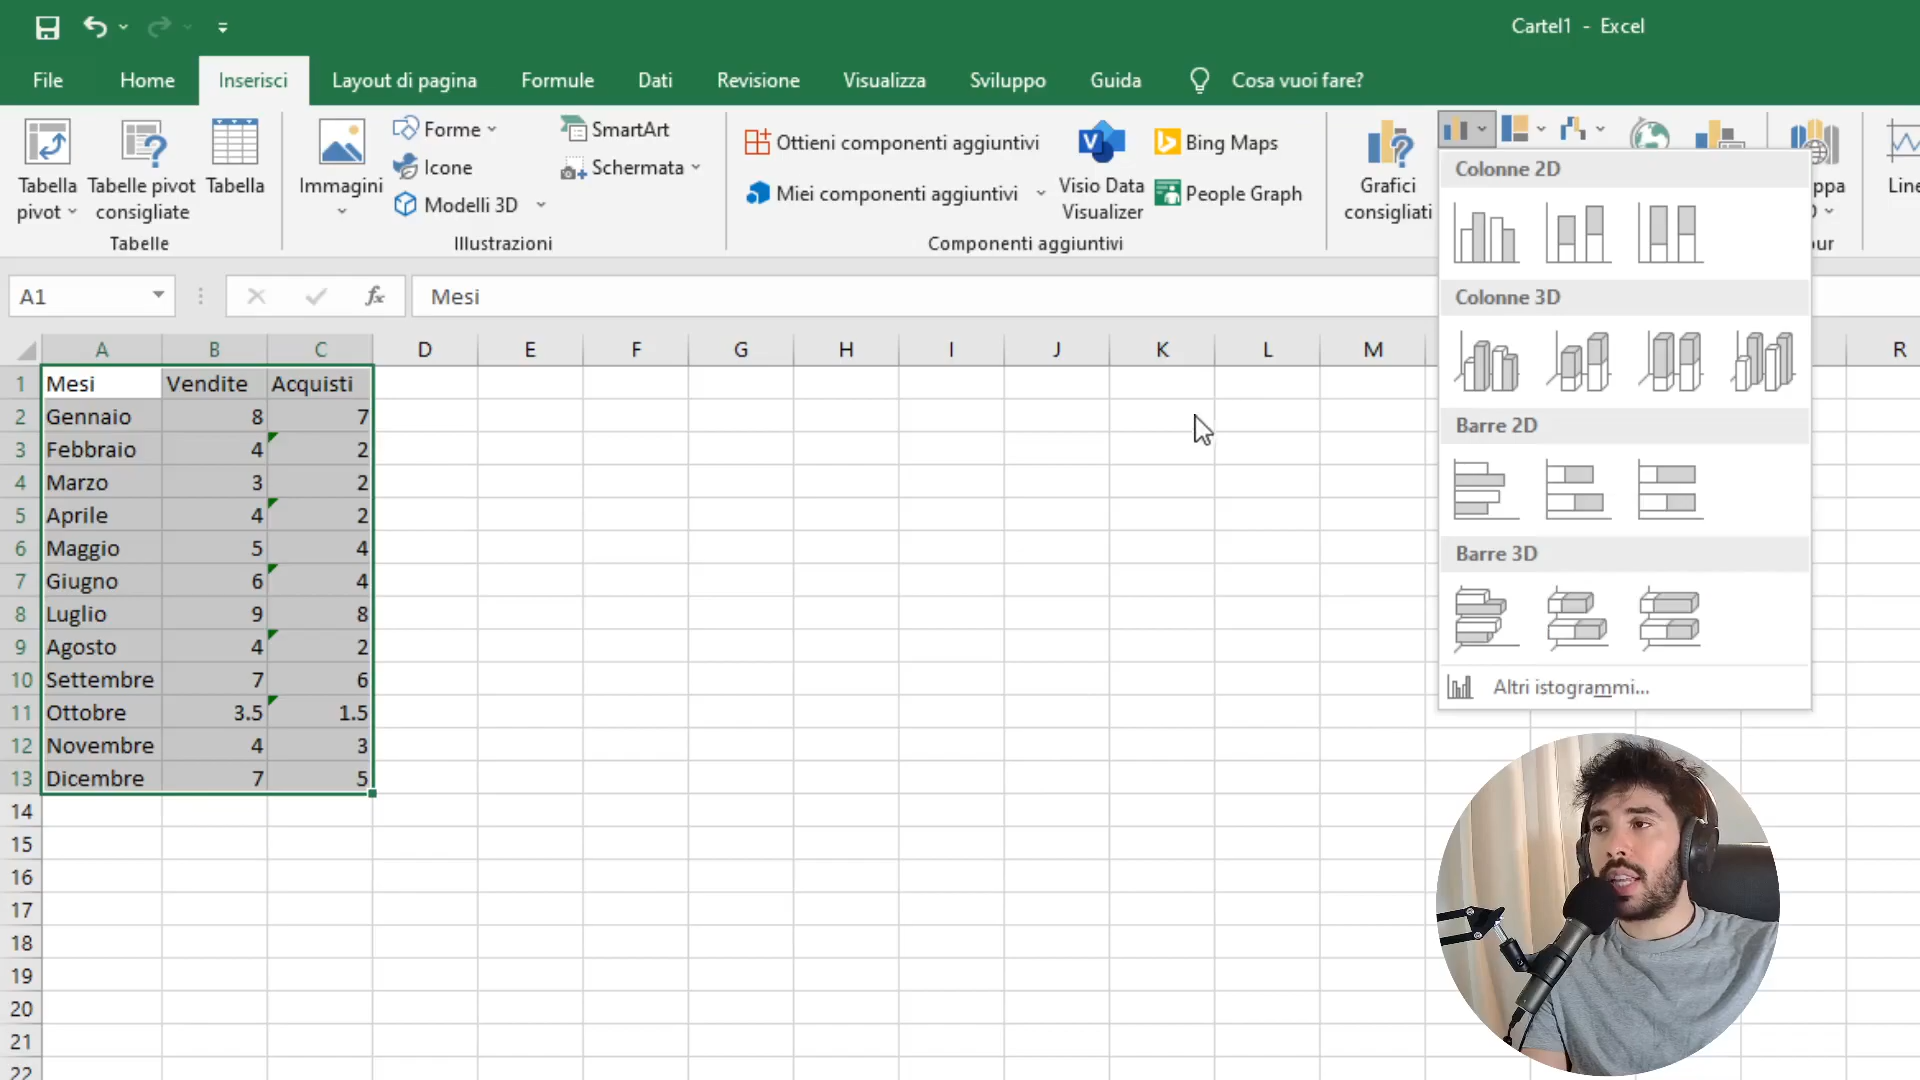 Cartel1 - Excel
File Home Inserisci Layout di pagina Formule Dati Revisione Visualizza Sviluppo Guida Cosa vuoi fare?
Tabella pivot
Tabelle pivot consigliate
Tabella
Tabelle
Immagini
Forme
Icone
Modelli 3D
SmartArt
Schermata
Illustrazioni
Ottieni componenti aggiuntivi
Miei componenti aggiuntivi
Visio Data Visualizer
Bing Maps
People Graph
Componenti aggiuntivi
Grafici consigliati
Colonne 2D
Colonne 3D
Barre 2D
Barre 3D
Altri istogrammi...
A1 fx Mesi
A B C D E F G H I J K L M R
1 Mesi Vendite Acquisti
2 Gennaio 8 7
3 Febbraio 4 2
4 Marzo 3 2
5 Aprile 4 2
6 Maggio 5 4
7 Giugno 6 4
8 Luglio 9 8
9 Agosto 4 2
10 Settembre 7 6
11 Ottobre 3.5 1.5
12 Novembre 4 3
13 Dicembre 7 5
14
15
16
17
18
19
20
21
22